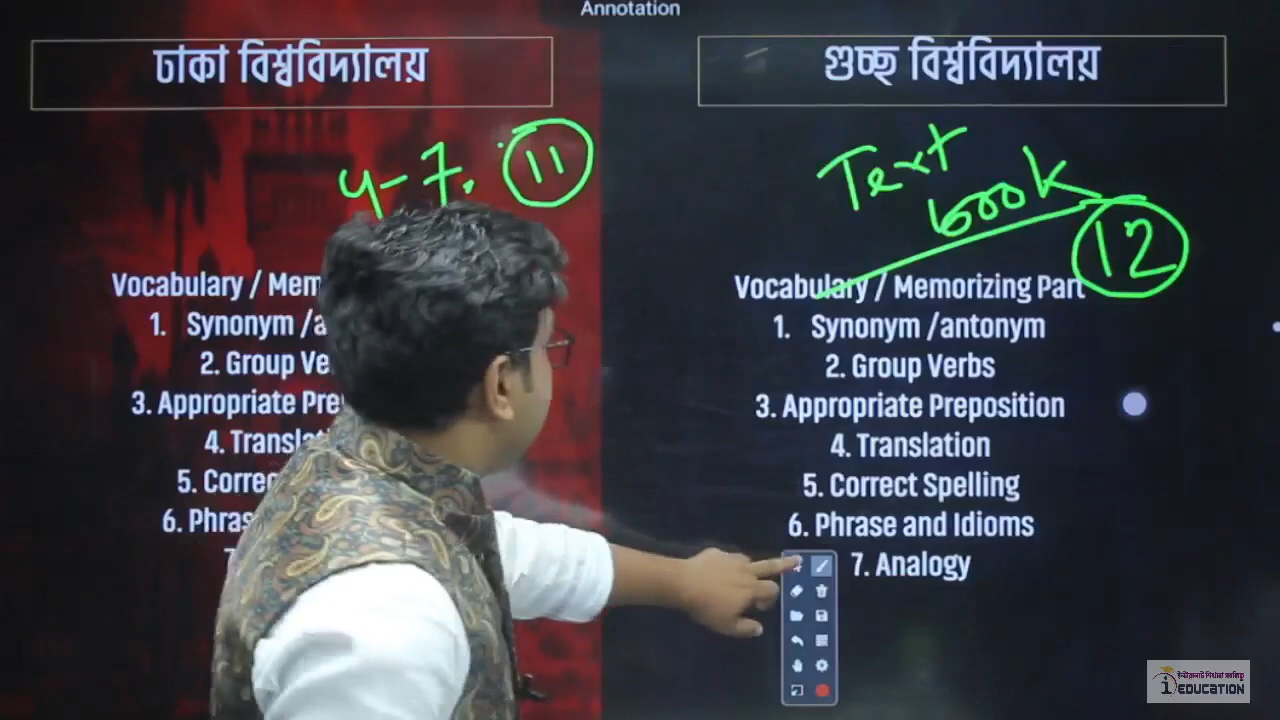 Annotation
ঢাকা বিশ্ববিদ্যালয়
4-7. 11
Vocabulary / Mem
1. Synonym /a
2. Group Ve
3. Appropriate Pre
4. Translati
5. Correc
6. Phras
গুচ্ছ বিশ্ববিদ্যালয়
Text
book
12
Vocabulary / Memorizing Part
1. Synonym /antonym
2. Group Verbs
3. Appropriate Preposition
4. Translation
5. Correct Spelling
6. Phrase and Idioms
7. Analogy
EDUCATION